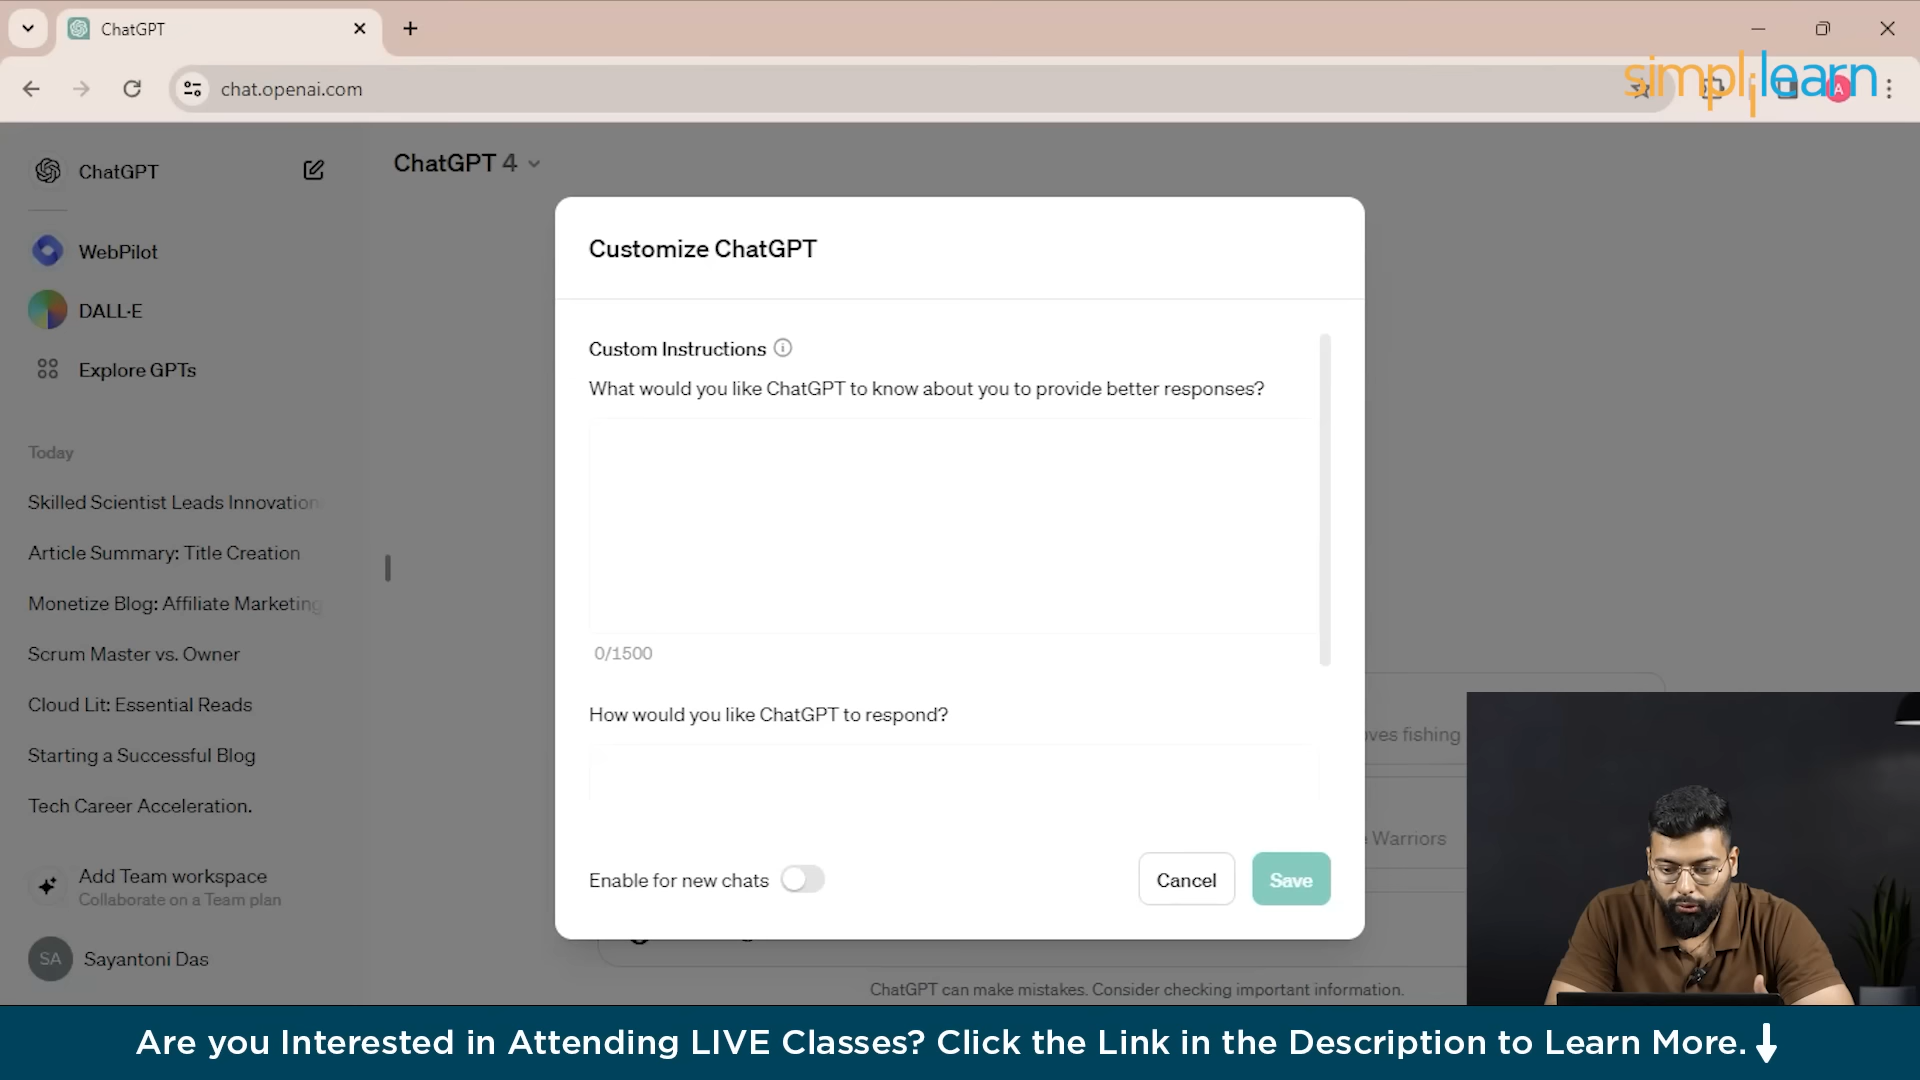 ChatGPT
chat.openai.com
simplilearn
A
ChatGPT
ChatGPT 4
WebPilot
DALL·E
Explore GPTs
Today
Skilled Scientist Leads Innovation
Article Summary: Title Creation
Monetize Blog: Affiliate Marketing
Scrum Master vs. Owner
Cloud Lit: Essential Reads
Starting a Successful Blog
Tech Career Acceleration.
Add Team workspace
Collaborate on a Team plan
SA
Sayantoni Das
Customize ChatGPT
Custom Instructions
What would you like ChatGPT to know about you to provide better responses?
0/1500
How would you like ChatGPT to respond?
Enable for new chats
Cancel
Save
fishing
Warriors
ChatGPT can make mistakes. Consider checking important information.
Are you Interested in Attending LIVE Classes? Click the Link in the Description to Learn More.